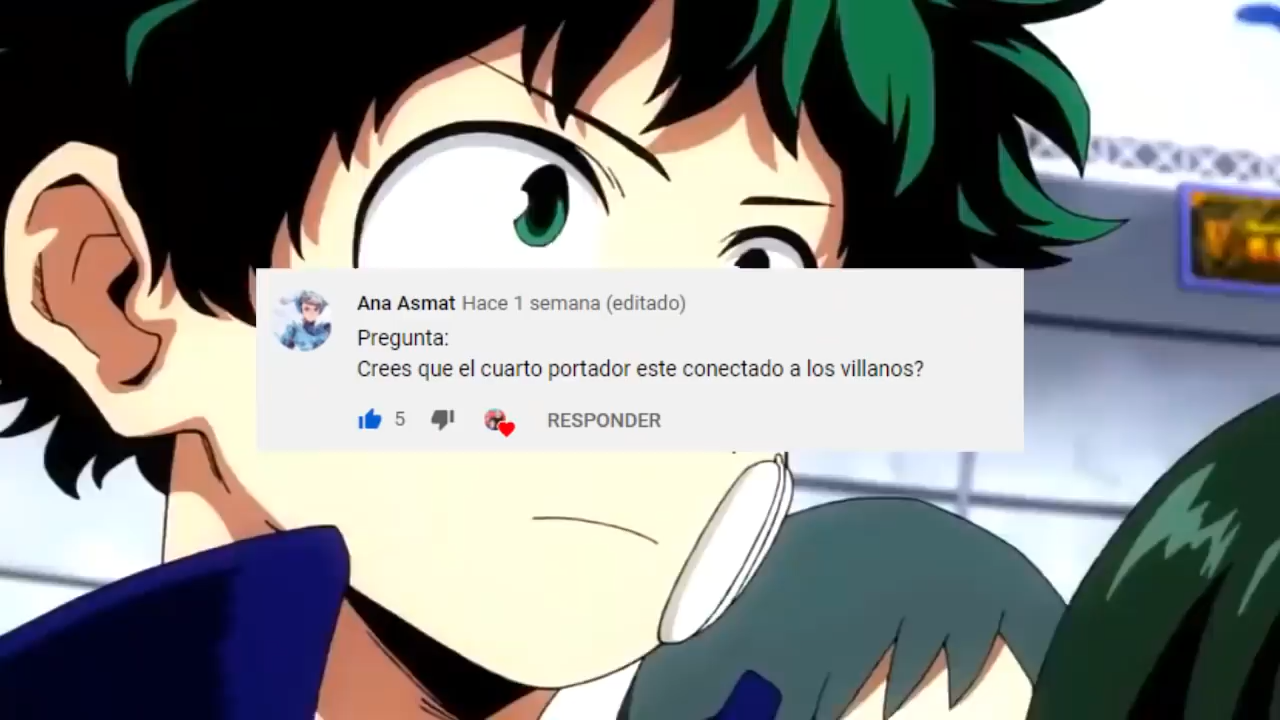 Ana Asmat Hace 1 semana (editado)
Pregunta:
Crees que el cuarto portador este conectado a los villanos?
5
RESPONDER